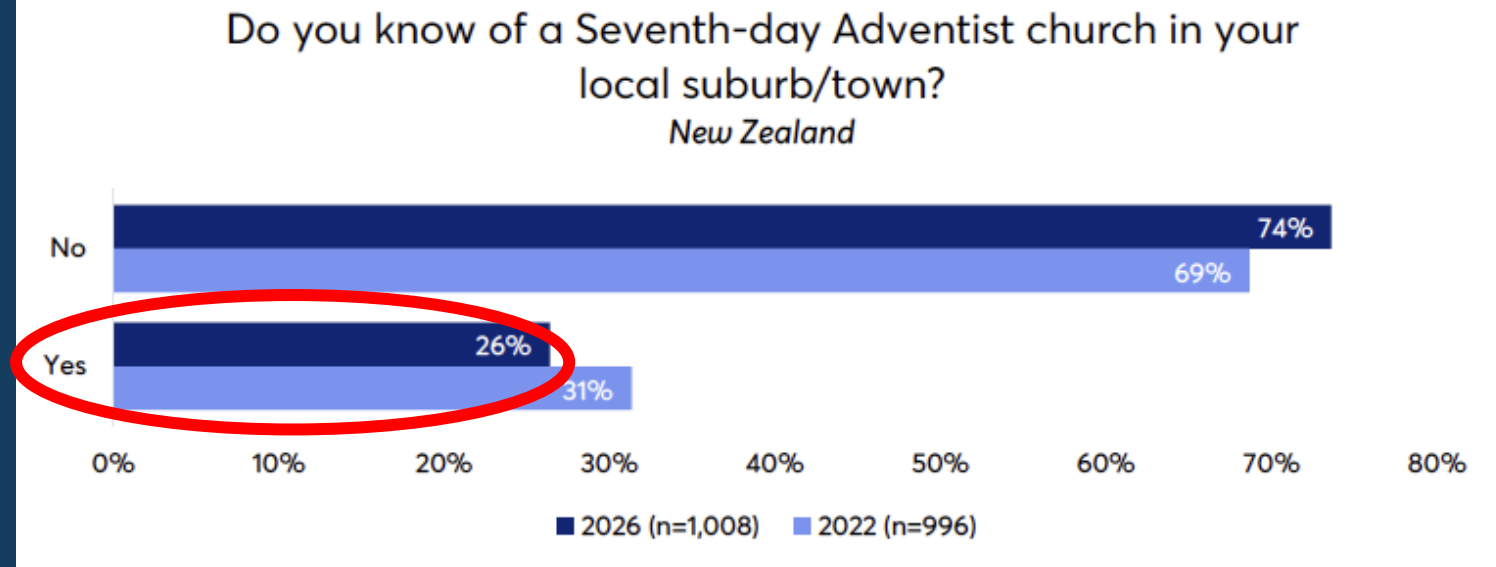 Do you know of a Seventh-day Adventist church in your
local suburb/town?
New Zealand
No
74%
69%
Yes
26%
31%
0% 10% 20% 30% 40% 50% 60% 70% 80%
2026 (n=1,008) 2022 (n=996)